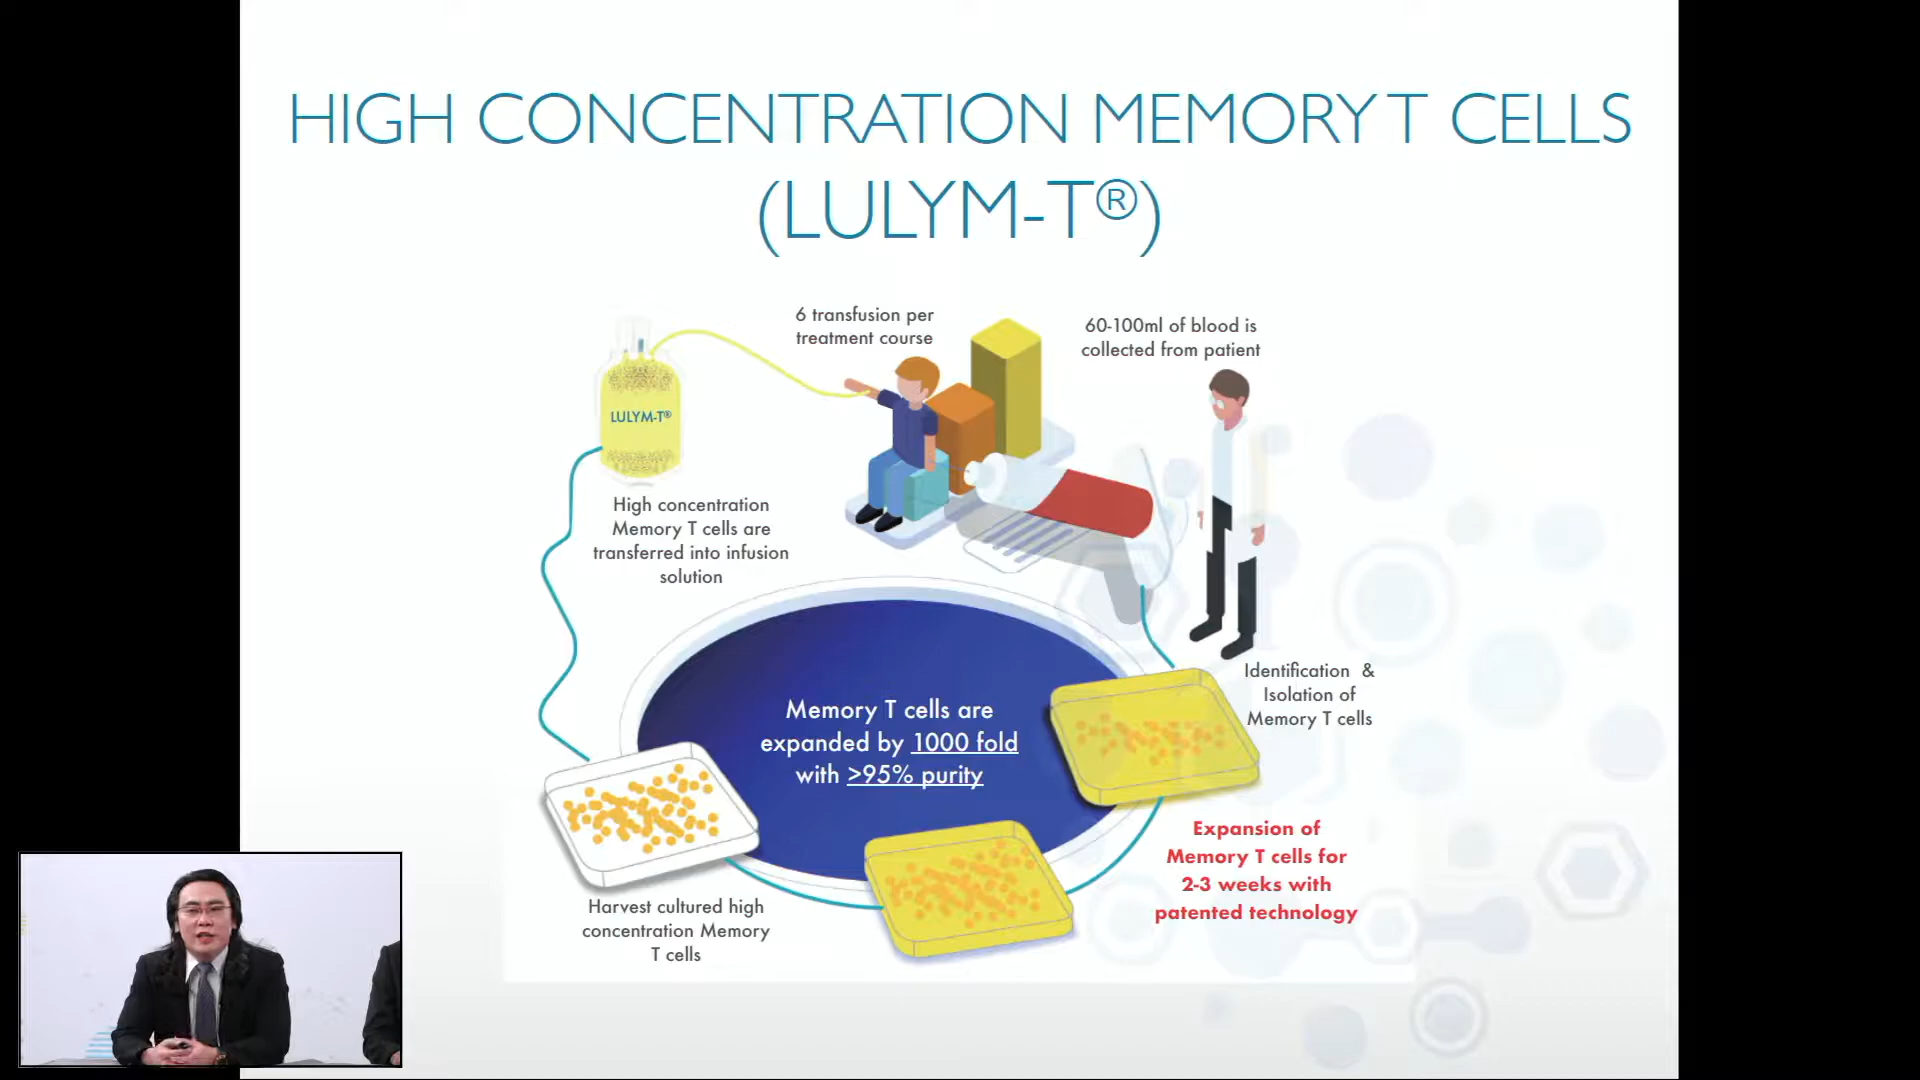 HIGH CONCENTRATION MEMORY T CELLS
(LULYM-T®)
6 transfusion per
treatment course
60-100ml of blood is
collected from patient
LULYM-T®
High concentration
Memory T cells are
transferred into infusion
solution
Identification &
Isolation of
Memory T cells
Memory T cells are
expanded by 1000 fold
with >95% purity
Expansion of
Memory T cells for
2-3 weeks with
patented technology
Harvest cultured high
concentration Memory
T cells